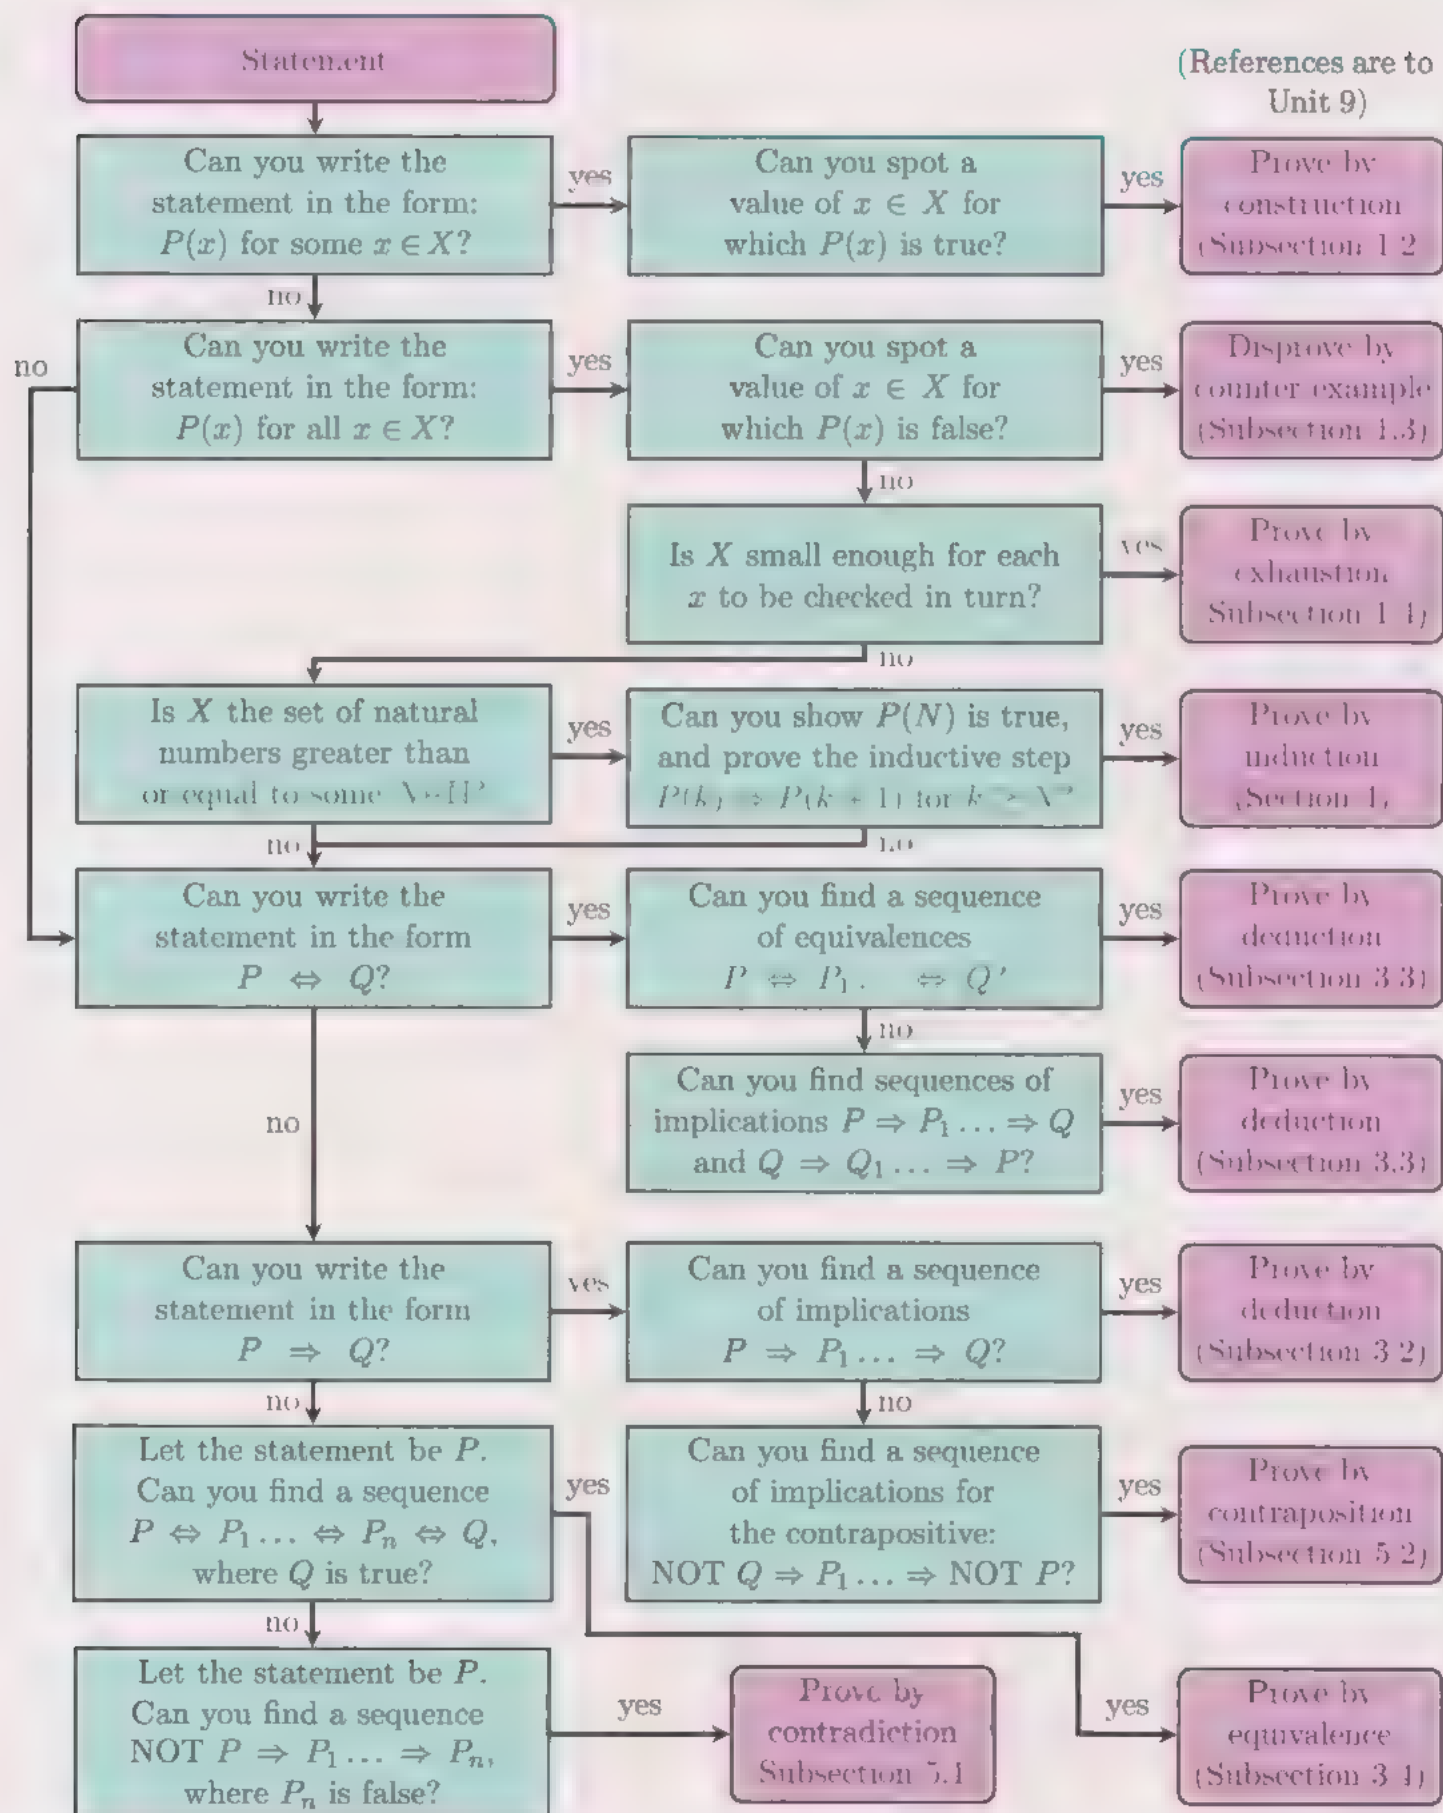 Statement
(References are to
Unit 9)
Can you write the
statement in the form:
P(x) for some x ∈ X?
yes
Can you spot a
value of x ∈ X for
which P(x) is true?
yes
Prove by
construction
(Subsection 1.2
no
Can you write the
statement in the form:
P(x) for all x ∈ X?
no
yes
Can you spot a
value of x ∈ X for
which P(x) is false?
yes
Disprove by
counter example
(Subsection 1.3)
no
Is X small enough for each
x to be checked in turn?
yes
Prove by
exhaustion
Subsection 1
no
Is X the set of natural
numbers greater than
or equal to some
yes
Can you show P(N) is true,
and prove the inductive step
P(k) ⇒ P(k + 1) for k ≥
yes
Prove by
induction
(Section
no
no
Can you write the
statement in the form
P ⇔ Q?
yes
Can you find a sequence
of equivalences
P ⇔ P₁ . ⇔ Q?
yes
Prove by
deduction
(Subsection 3.3)
no
Can you find sequences of
implications P ⇒ P₁ … ⇒ Q
and Q ⇒ Q₁ … ⇒ P?
yes
Prove by
deduction
(Subsection 3.3)
no
Can you write the
statement in the form
P ⇒ Q?
yes
Can you find a sequence
of implications
P ⇒ P₁ … ⇒ Q?
yes
Prove by
deduction
(Subsection 3.2)
no
Let the statement be P.
Can you find a sequence
P ⇔ P₁ … ⇔ Pₙ ⇔ Q,
where Q is true?
yes
no
Can you find a sequence
of implications for
the contrapositive:
NOT Q ⇒ P₁ … ⇒ NOT P?
yes
Prove by
contraposition
(Subsection 5.2)
no
Let the statement be P.
Can you find a sequence
NOT P ⇒ P₁ … ⇒ Pₙ,
where Pₙ is false?
yes
Prove by
contradiction
Subsection 5.1
yes
Prove by
equivalence
(Subsection